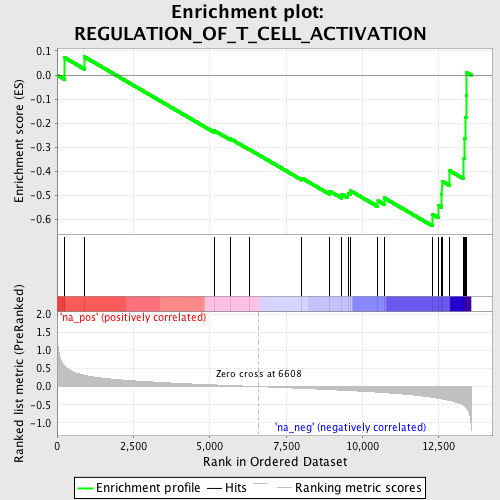 Enrichment plot:
REGULATION_OF_T_CELL_ACTIVATION
Enrichment score (ES)
0.1
0.0
-0.1
-0.2
-0.3
-0.4
-0.5
-0.6
'na_pos' (positively correlated)
Ranked list metric (PreRanked)
2.0
1.5
1.0
0.5
0.0
-0.5
-1.0
Zero cross at 6608
'na_neg' (negatively correlated)
0
2,500
5,000
7,500
10,000
12,500
Rank in Ordered Dataset
Enrichment profile
Hits
Ranking metric scores